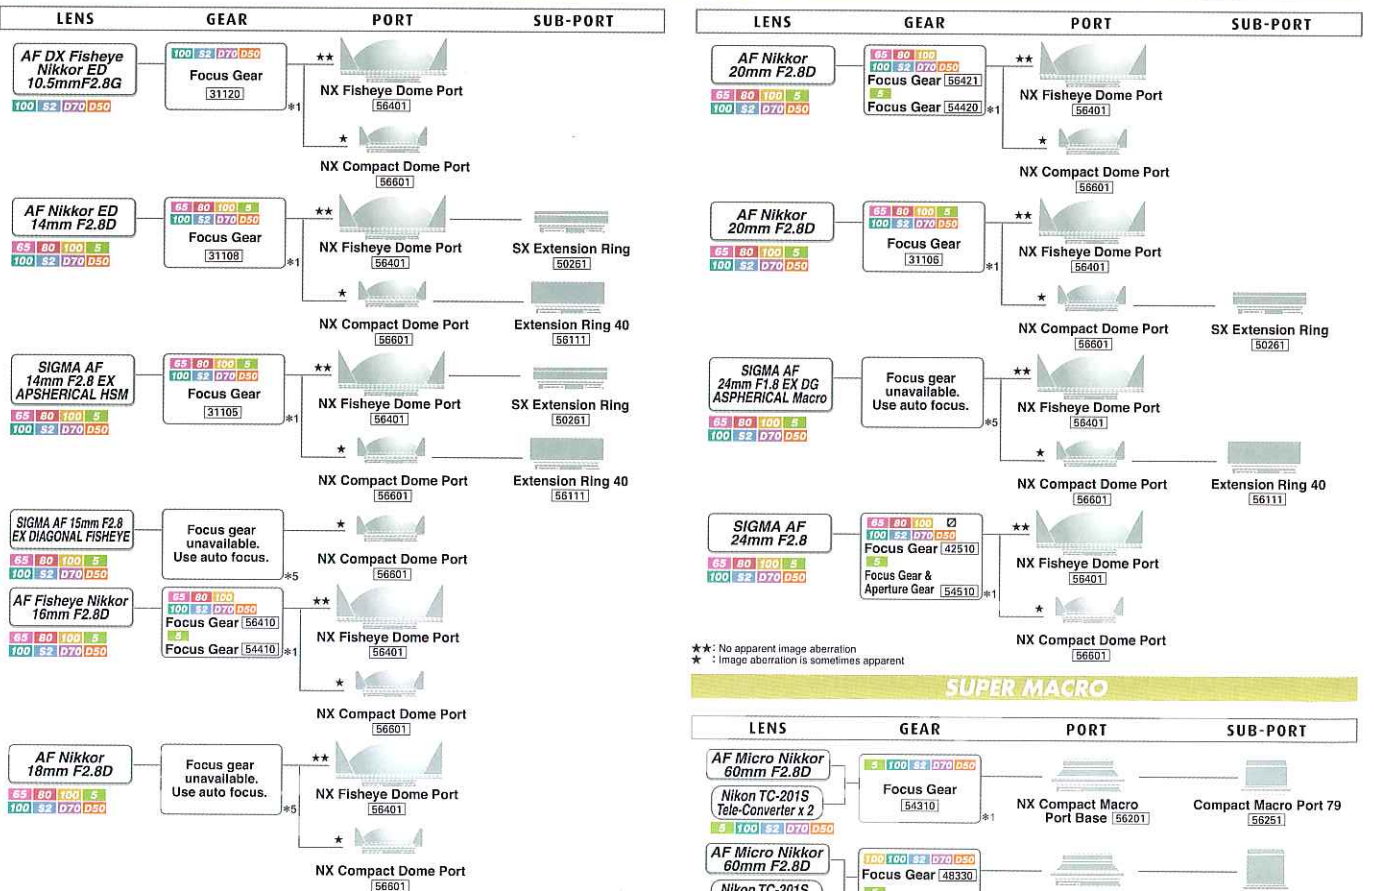 LENS GEAR PORT SUB-PORT
AF DX Fisheye
Nikkor ED
10.5mmF2.8G
100 S2 D70 D50
100 S2 D70 D50
Focus Gear
31120
*1
★★
NX Fisheye Dome Port
56401
★
NX Compact Dome Port
56601
AF Nikkor ED
14mm F2.8D
65 80 100 5
100 S2 D70 D50
65 80 100 5
100 S2 D70 D50
Focus Gear
31108
*1
★★
NX Fisheye Dome Port
56401
SX Extension Ring
50261
★
NX Compact Dome Port
56601
Extension Ring 40
56111
SIGMA AF
14mm F2.8 EX
APSHERICAL HSM
65 80 100 5
100 S2 D70 D50
65 80 100 5
100 S2 D70 D50
Focus Gear
31105
*1
★★
NX Fisheye Dome Port
56401
SX Extension Ring
50261
★
NX Compact Dome Port
56601
Extension Ring 40
56111
SIGMA AF 15mm F2.8
EX DIAGONAL FISHEYE
65 80 100 5
100 S2 D70 D50
Focus gear
unavailable.
Use auto focus.
*5
★
NX Compact Dome Port
56601
AF Fisheye Nikkor
16mm F2.8D
65 80 100 5
100 S2 D70 D50
65 80 100
100 S2 D70 D50
Focus Gear 56410
5
Focus Gear 54410
*1
★★
NX Fisheye Dome Port
56401
★
NX Compact Dome Port
56601
AF Nikkor
18mm F2.8D
65 80 100 5
100 S2 D70 D50
Focus gear
unavailable.
Use auto focus.
*5
★★
NX Fisheye Dome Port
56401
★
NX Compact Dome Port
56601
LENS GEAR PORT SUB-PORT
AF Nikkor
20mm F2.8D
65 80 100 5
100 S2 D70 D50
65 80 100
100 S2 D70 D50
Focus Gear 56421
5
Focus Gear 54420
*1
★★
NX Fisheye Dome Port
56401
★
NX Compact Dome Port
56601
AF Nikkor
20mm F2.8D
65 80 100 5
100 S2 D70 D50
65 80 100 5
100 S2 D70 D50
Focus Gear
31106
*1
★★
NX Fisheye Dome Port
56401
★
NX Compact Dome Port
56601
SX Extension Ring
50261
SIGMA AF
24mm F1.8 EX DG
ASPHERICAL Macro
65 80 100 5
100 S2 D70 D50
Focus gear
unavailable.
Use auto focus.
*5
★★
NX Fisheye Dome Port
56401
★
NX Compact Dome Port
56601
Extension Ring 40
56111
SIGMA AF
24mm F2.8
65 80 100 5
100 S2 D70 D50
65 80 100
100 S2 D70 D50
Focus Gear 42510
5
Focus Gear &
Aperture Gear 54510
*1
★★
NX Fisheye Dome Port
56401
★
NX Compact Dome Port
56601
★★: No apparent image aberration
★ : Image aberration is sometimes apparent
SUPER MACRO
LENS GEAR PORT SUB-PORT
AF Micro Nikkor
60mm F2.8D
Nikon TC-201S
Tele-Converter x 2
5 100 S2 D70 D50
5 100 S2 D70 D50
Focus Gear
54310
*1
NX Compact Macro
Port Base 56201
Compact Macro Port 79
56251
AF Micro Nikkor
60mm F2.8D
Nikon TC-201S
100 100 S2 D70 D50
Focus Gear 48330
5